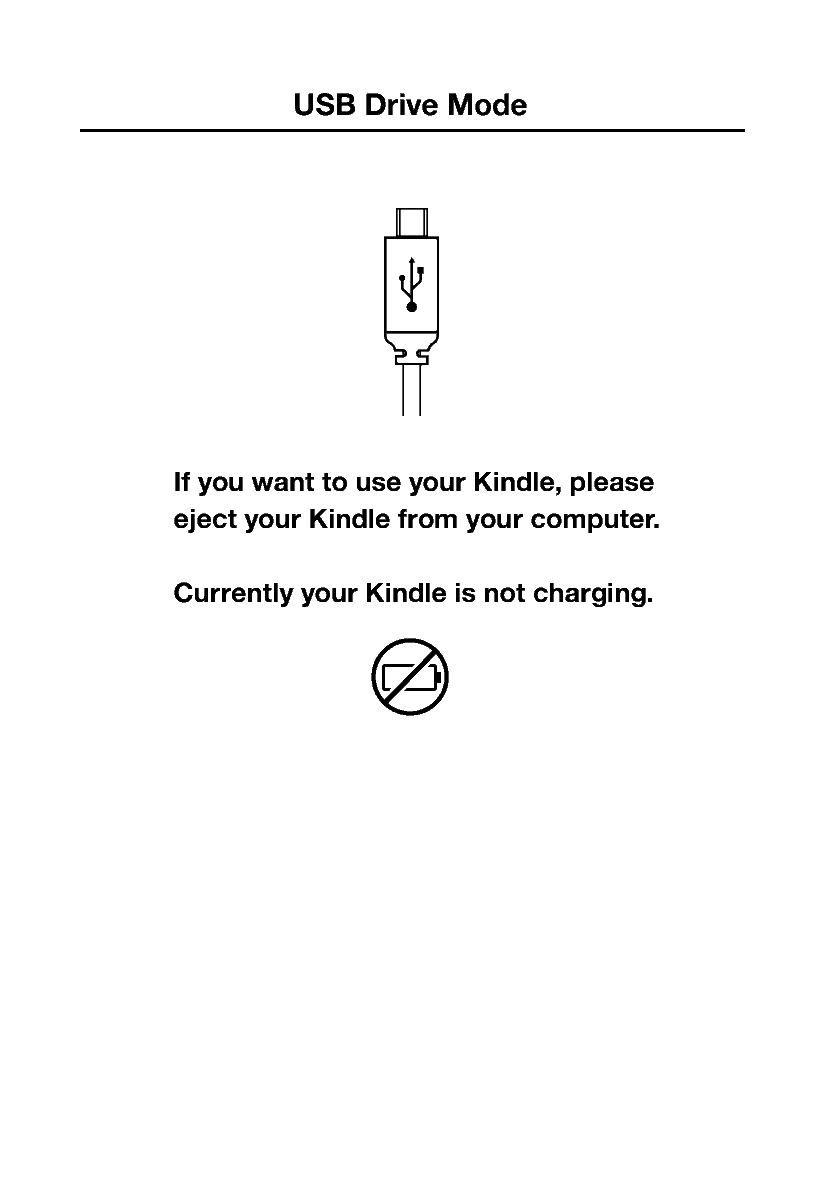 USB Drive Mode
If you want to use your Kindle, please
eject your Kindle from your computer.
Currently your Kindle is not charging.